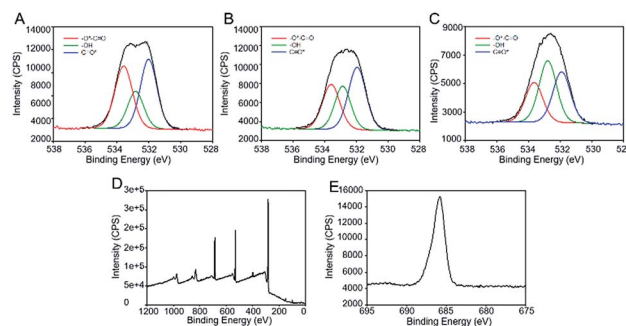 A
14000
12000
10000
8000
6000
4000
2000
Intensity (CPS)
-O*-C=O
-OH
-C=O*
538 536 534 532 530 528
Binding Energy (eV)
B
14000
12000
10000
8000
6000
4000
2000
Intensity (CPS)
-O*-C=O
-OH
-C=O*
538 536 534 532 530 528
Binding Energy (eV)
C
9000
7000
5000
3000
1000
Intensity (CPS)
-O*-C=O
-OH
-C=O*
538 536 534 532 530 52
Binding Energy (eV)
D
3e+5
2e+5
2e+5
1e+5
5e+4
0
Intensity (CPS)
1200 1000 800 600 400 200 0
Binding Energy (eV)
E
16000
14000
12000
10000
8000
6000
4000
2000
Intensity (CPS)
695 690 685 680 675
Binding Energy (eV)